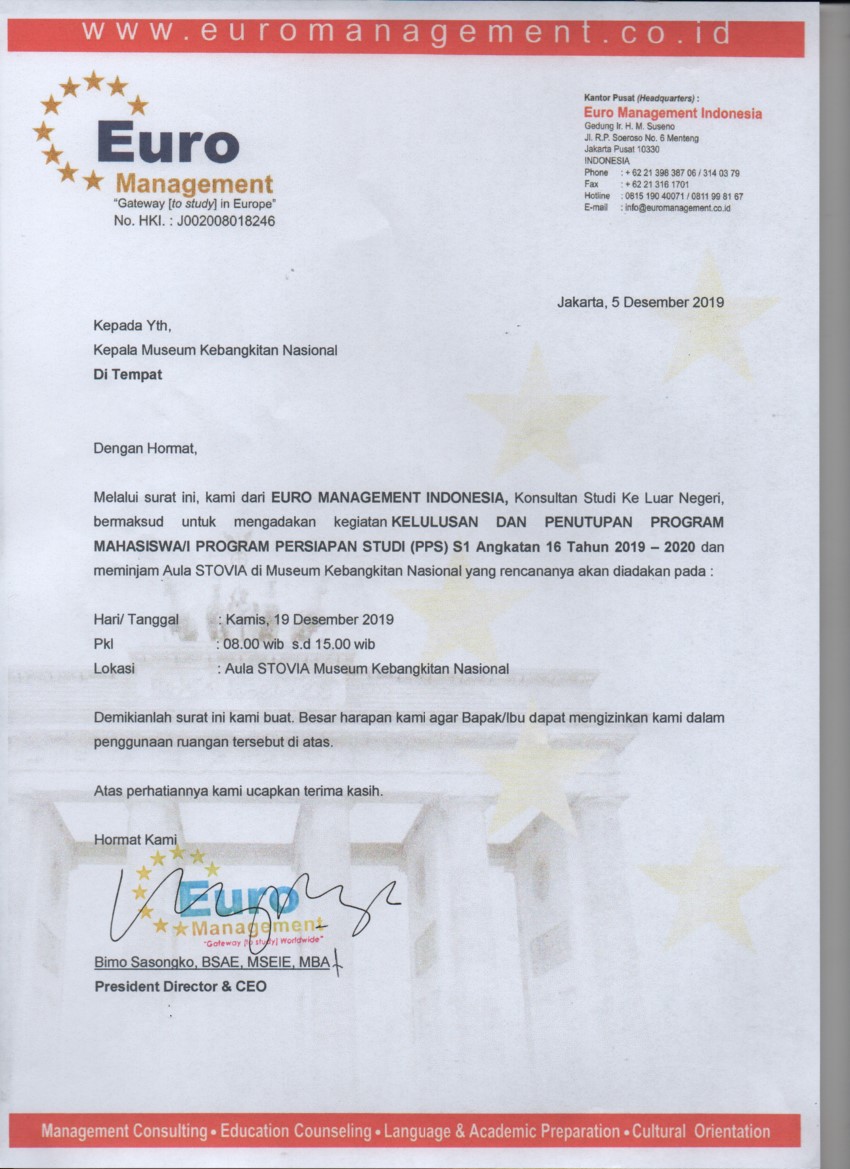 www.euromanagement.co.id
Euro
Management
"Gateway [to study] in Europe"
No. HKI. : J002008018246
Kantor Pusat (Headquarters) :
Euro Management Indonesia
Gedung Ir. H. M. Suseno
Jl. R.P. Soeroso No. 6 Menteng
Jakarta Pusat 10330
INDONESIA
Phone : + 62 21 398 387 06 / 314 03 79
Fax : + 62 21 316 1701
Hotline : 0815 190 40071 / 0811 99 81 67
E-mail : info@euromanagement.co.id
Jakarta, 5 Desember 2019
Kepada Yth,
Kepala Museum Kebangkitan Nasional
Di Tempat
Dengan Hormat,
Melalui surat ini, kami dari EURO MANAGEMENT INDONESIA, Konsultan Studi Ke Luar Negeri,
bermaksud untuk mengadakan kegiatan KELULUSAN DAN PENUTUPAN PROGRAM
MAHASISWA/I PROGRAM PERSIAPAN STUDI (PPS) S1 Angkatan 16 Tahun 2019 – 2020 dan
meminjam Aula STOVIA di Museum Kebangkitan Nasional yang rencananya akan diadakan pada :
Hari/ Tanggal : Kamis, 19 Desember 2019
Pkl : 08.00 wib s.d 15.00 wib
Lokasi : Aula STOVIA Museum Kebangkitan Nasional
Demikianlah surat ini kami buat. Besar harapan kami agar Bapak/Ibu dapat mengizinkan kami dalam
penggunaan ruangan tersebut di atas.
Atas perhatiannya kami ucapkan terima kasih.
Hormat Kami
Euro
Management
"Gateway [to study] Worldwide"
Bimo Sasongko, BSAE, MSEIE, MBA
President Director & CEO
Management Consulting • Education Counseling • Language & Academic Preparation • Cultural Orientation